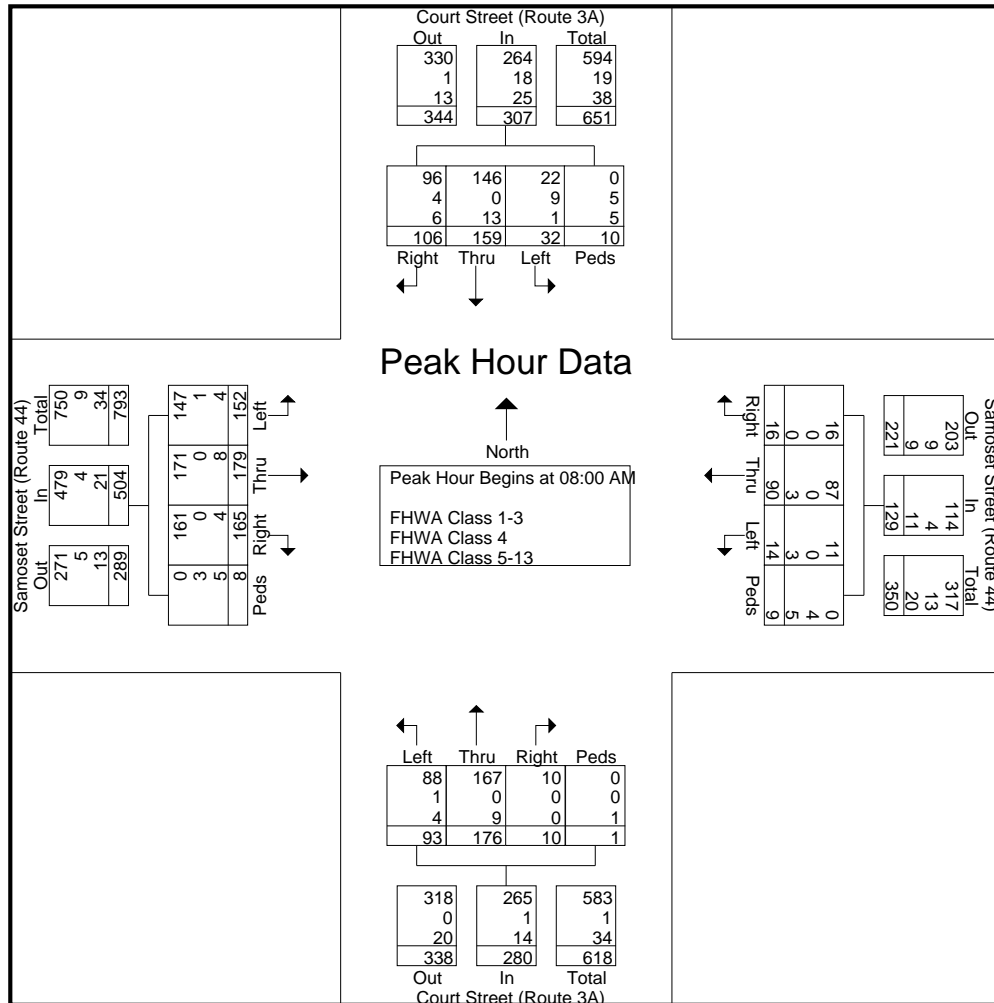 Court Street (Route 3A)
Out In Total
330 264 594
1 18 19
13 25 38
344 307 651
96 146 22 0
4 0 9 5
6 13 1 5
106 159 32 10
Right Thru Left Peds
Peak Hour Data
North
Peak Hour Begins at 08:00 AM
FHWA Class 1-3
FHWA Class 4
FHWA Class 5-13
Samoset Street (Route 44)
Out In Total
271 479 750
5 4 9
13 21 34
289 504 793
0 161 171 147
3 0 0 1
5 4 8 4
8 165 179 152
Peds Right Thru Left
Samoset Street (Route 44)
Out In Total
203 114 317
9 4 13
9 11 20
221 129 350
16 87 11 0
0 0 0 4
0 3 3 5
16 90 14 9
Right Thru Left Peds
Left Thru Right Peds
88 167 10 0
1 0 0 0
4 9 0 1
93 176 10 1
318 265 583
0 1 1
20 14 34
338 280 618
Out In Total
Court Street (Route 3A)